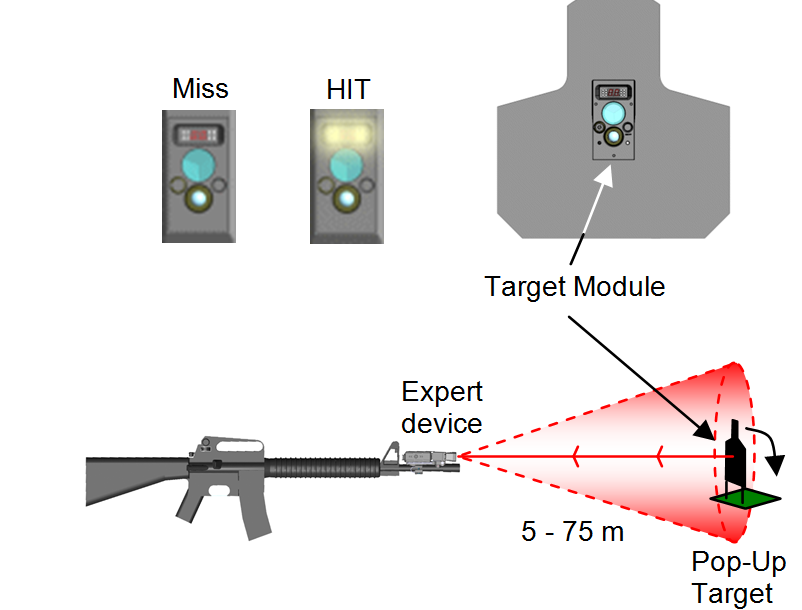 Miss
HIT
Target Module
Expert
device
5 - 75 m
Pop-Up
Target